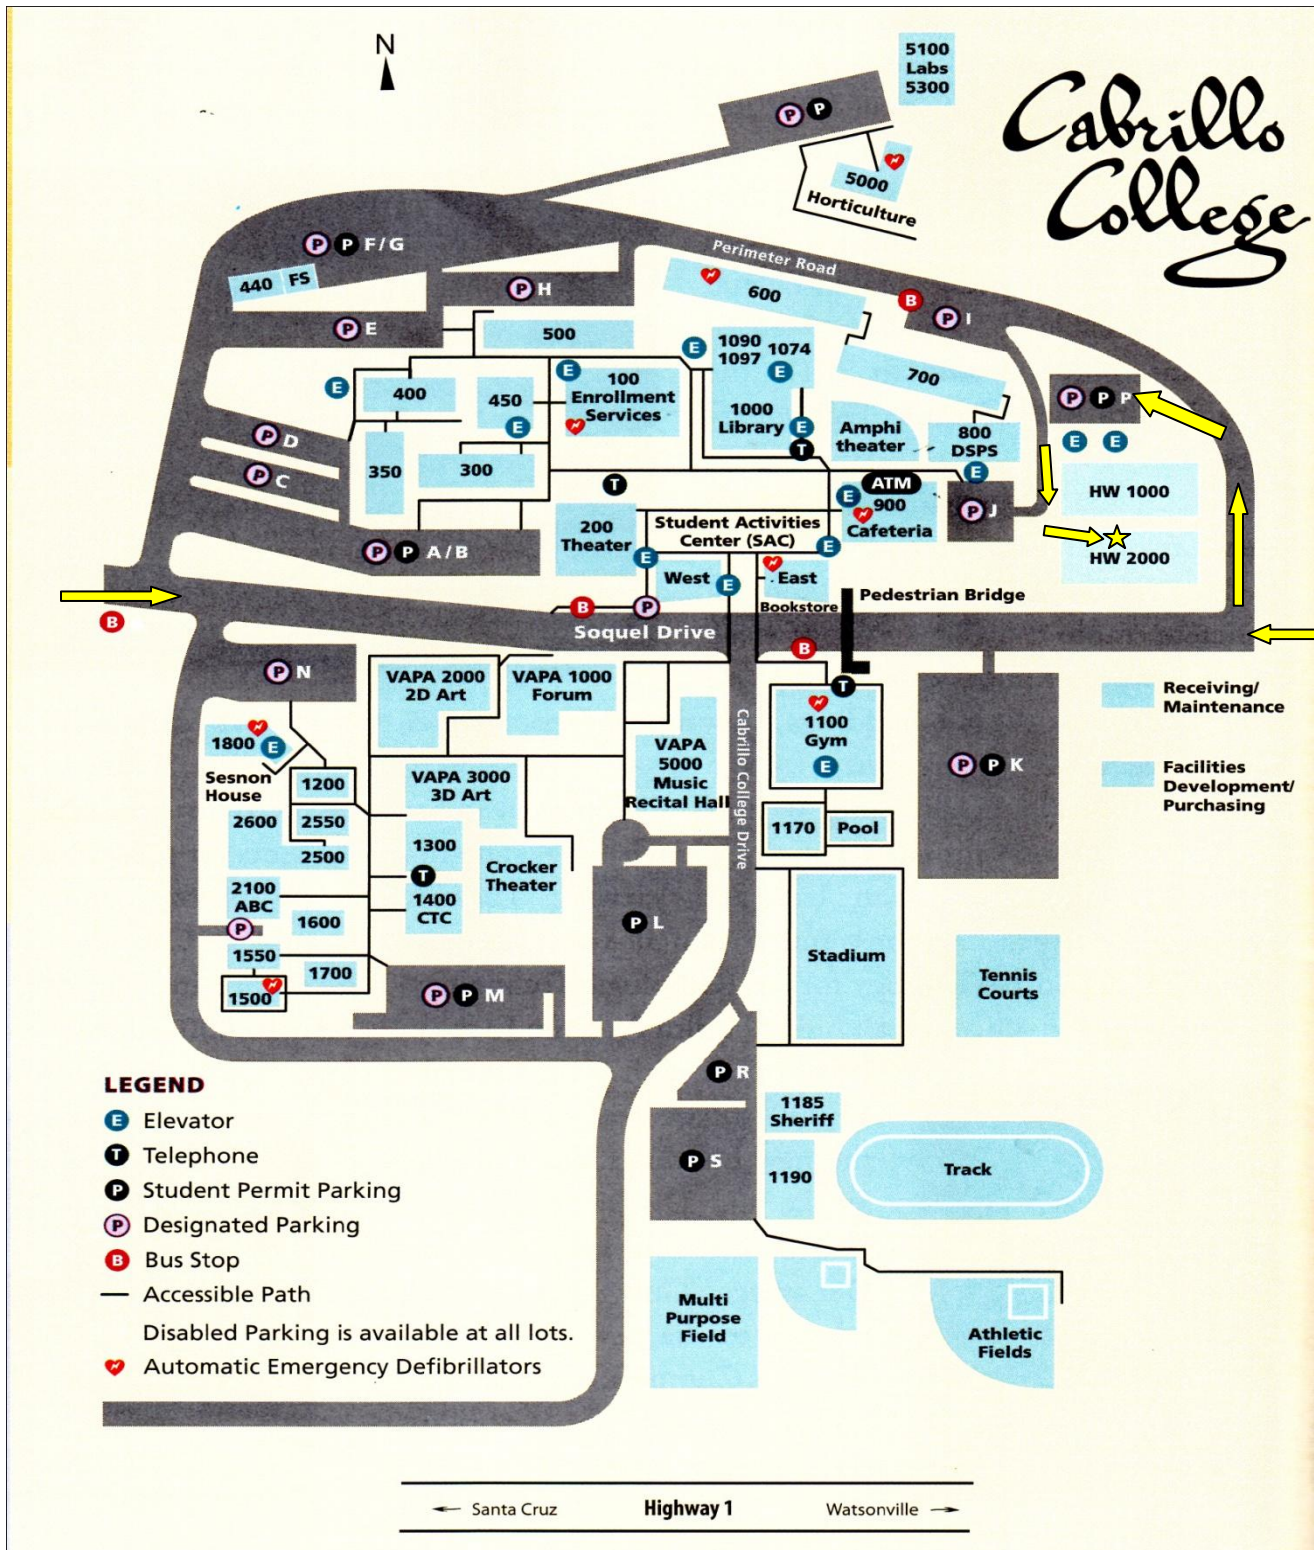 N
5100
Labs
5300
Cabrillo
College
P P
5000
Horticulture
P P F / G
Perimeter Road
440 FS
P H
600
B
P I
P E
500
E
1090
1097
1074
E
700
E
400
450
E
E
100
Enrollment
Services
1000
Library
E
T
Amphi
theater
800
DSPS
E
P P P
E E
P D
P C
350
300
T
ATM
E
900
Cafeteria
P J
HW 1000
HW 2000
P P A / B
200
Theater
Student Activities
Center (SAC)
E
E
West
E
East
Bookstore
Pedestrian Bridge
B
B P
Soquel Drive
B
P N
VAPA 2000
2D Art
VAPA 1000
Forum
T
1100
Gym
E
Cabrillo College Drive
P P K
Receiving/
Maintenance
Facilities
Development/
Purchasing
1800
E
Sesnon
House
1200
VAPA 3000
3D Art
VAPA
5000
Music
Recital Hall
2600
2550
2500
1300
1170
Pool
T
Crocker
Theater
2100
ABC
1400
CTC
P
1600
P L
Stadium
1550
1700
1500
P P M
Tennis
Courts
P R
1185
Sheriff
P S
1190
Track
Multi
Purpose
Field
Athletic
Fields
LEGEND
E Elevator
T Telephone
P Student Permit Parking
P Designated Parking
B Bus Stop
Accessible Path
Disabled Parking is available at all lots.
Automatic Emergency Defibrillators
Santa Cruz Highway 1 Watsonville